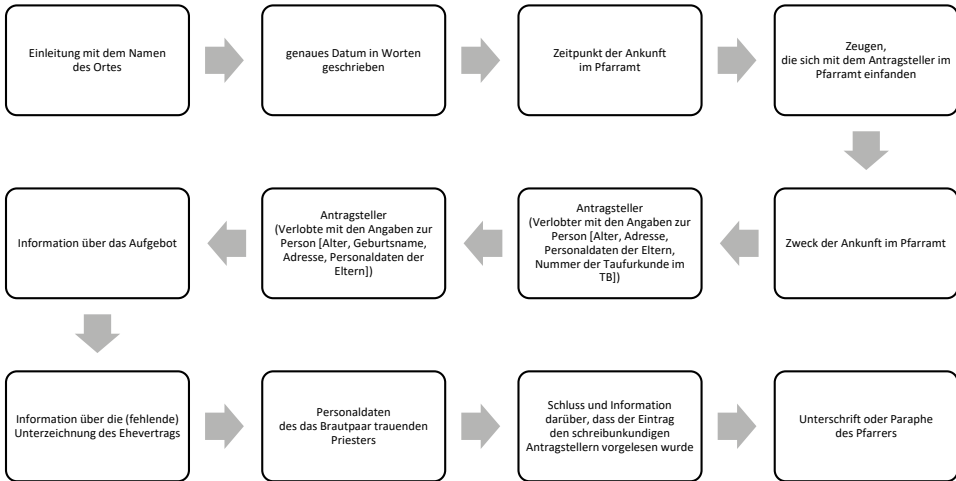 Einleitung mit dem Namen
des Ortes
genaues Datum in Worten
geschrieben
Zeitpunkt der Ankunft
im Pfarramt
Zeugen,
die sich mit dem Antragsteller im
Pfarramt einfanden
Zweck der Ankunft im Pfarramt
Antragsteller
(Verlobter mit den Angaben zur
Person [Alter, Adresse,
Personaldaten der Eltern,
Nummer der Taufurkunde im
TB])
Antragsteller
(Verlobte mit den Angaben zur
Person [Alter, Geburtsname,
Adresse, Personaldaten der
Eltern])
Information über das Aufgebot
Information über die (fehlende)
Unterzeichnung des Ehevertrags
Personaldaten
des das Brautpaar trauenden
Priesters
Schluss und Information
darüber, dass der Eintrag
den schreibunkundigen
Antragstellern vorgelesen wurde
Unterschrift oder Paraphe
des Pfarrers